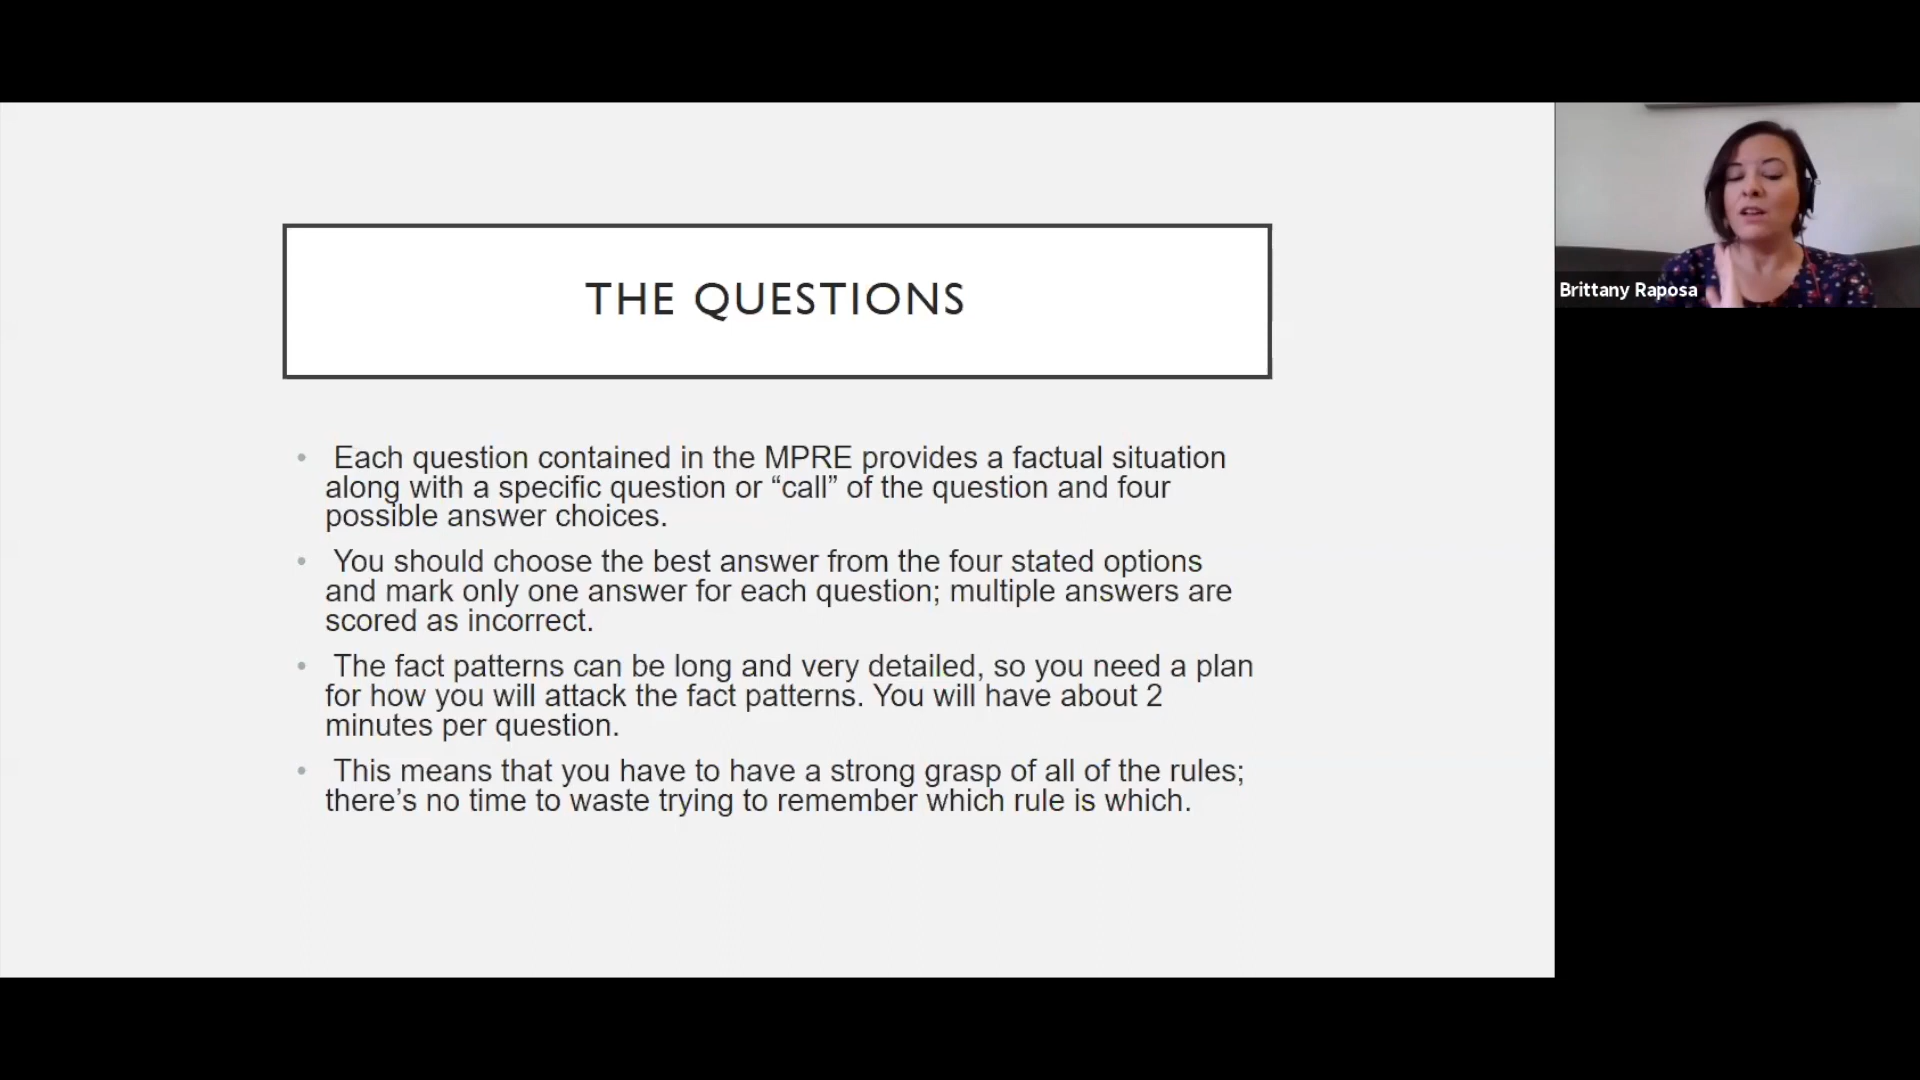 THE QUESTIONS
• Each question contained in the MPRE provides a factual situation
along with a specific question or “call” of the question and four
possible answer choices.
• You should choose the best answer from the four stated options
and mark only one answer for each question; multiple answers are
scored as incorrect.
• The fact patterns can be long and very detailed, so you need a plan
for how you will attack the fact patterns. You will have about 2
minutes per question.
• This means that you have to have a strong grasp of all of the rules;
there’s no time to waste trying to remember which rule is which.
Brittany Raposa